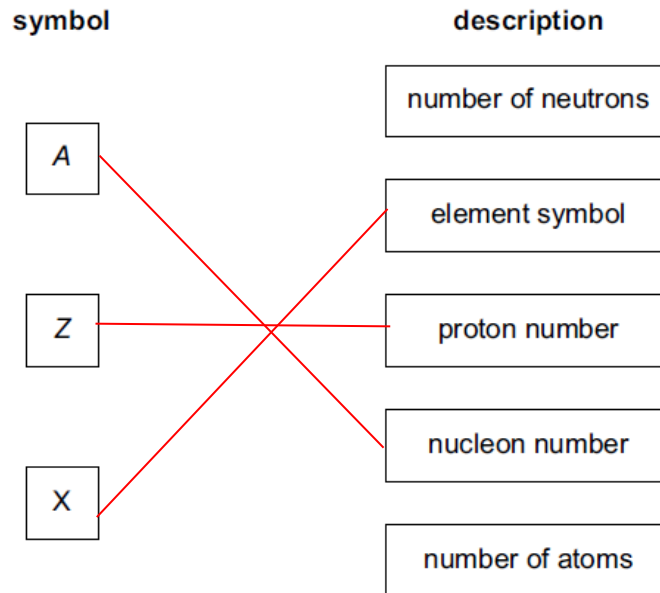 symbol
description
number of neutrons
A
element symbol
Z
proton number
nucleon number
X
number of atoms